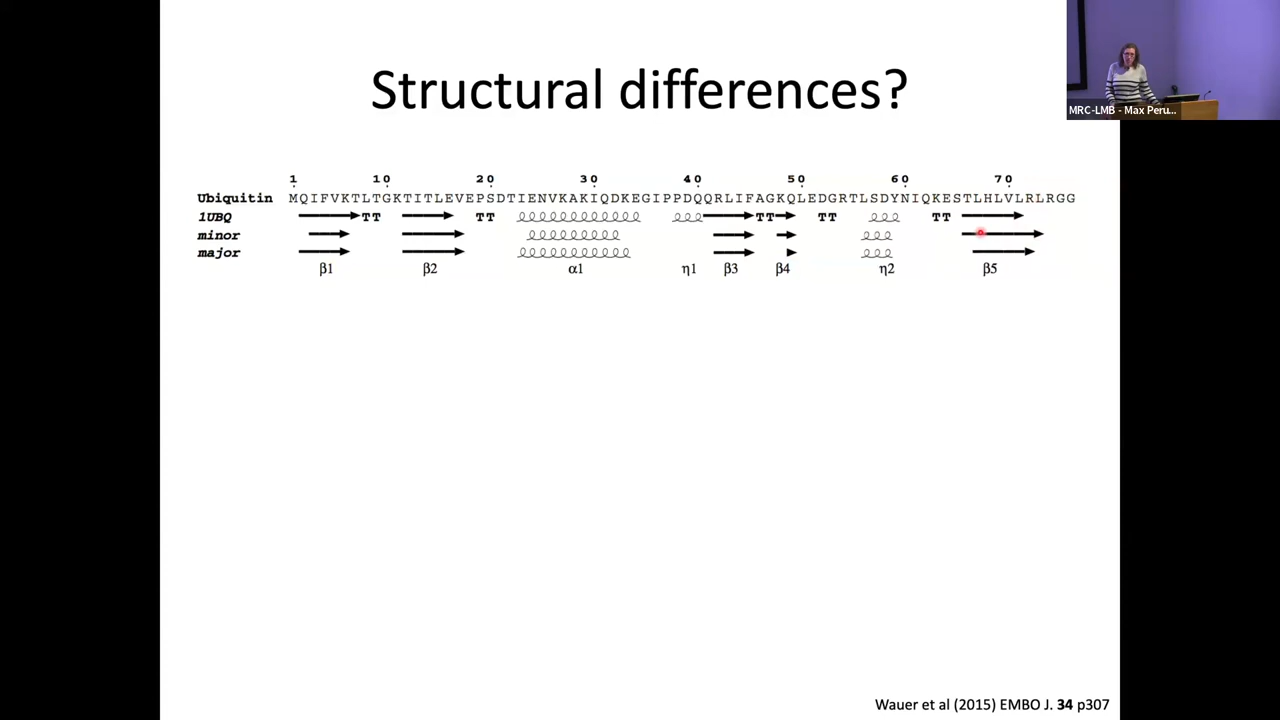 Structural differences?
MRC-LMB - Max Peru...
1 10 20 30 40 50 60 70
Ubiquitin MQIFVKTLTGKTITLEVEPSDTIENVKAKIQDKEGIPPDQQRLIFAGKQLEDGRTLSDYNIQKESTLHLVLRLRGG
1UBQ TT TT TT TT TT
minor
major
β1 β2 α1 η1 β3 β4 η2 β5
Wauer et al (2015) EMBO J. 34 p307